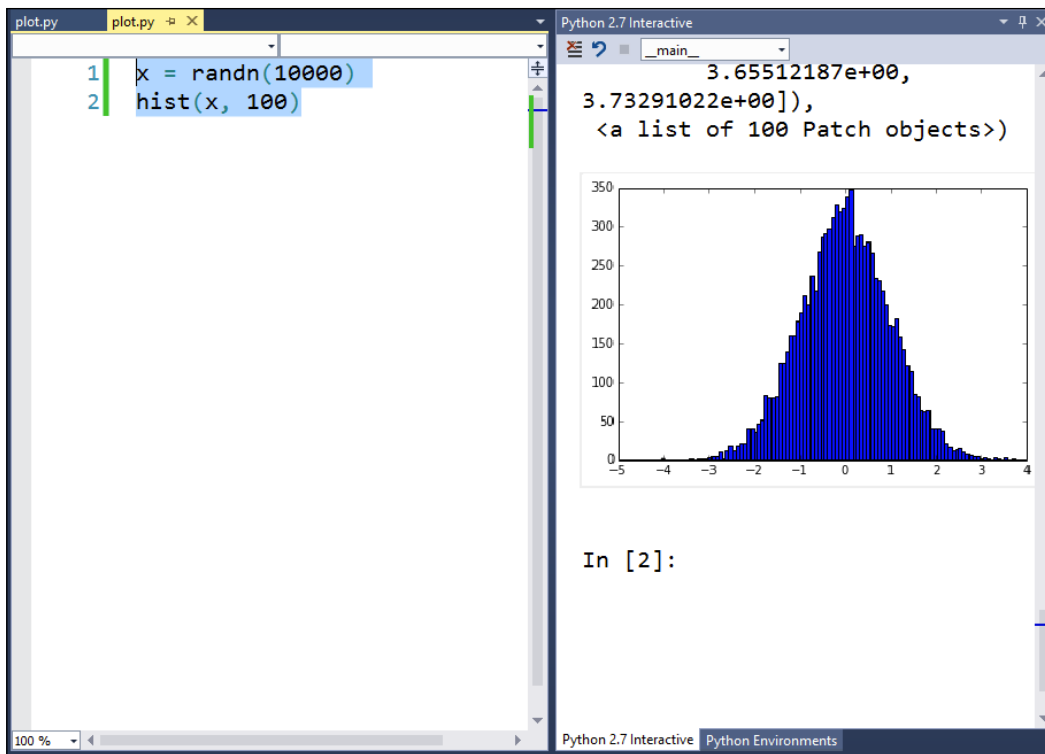 plot.py
plot.py
1 x = randn(10000)
2 hist(x, 100)
100 %
Python 2.7 Interactive
__main__
3.65512187e+00,
3.73291022e+00]),
<a list of 100 Patch objects>)
350
300
250
200
150
100
50
0
−5 −4 −3 −2 −1 0 1 2 3 4
In [2]:
Python 2.7 Interactive Python Environments